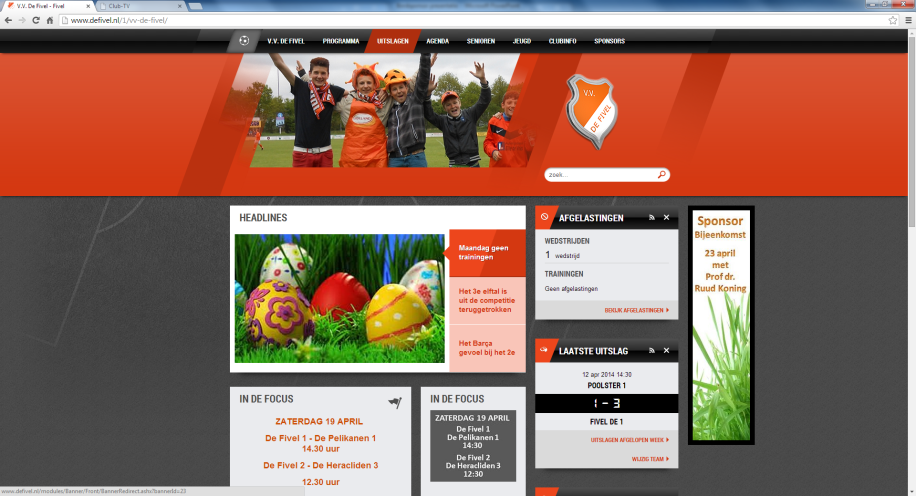 V.V. De Fivel - Fivel
Club-TV
www.defivel.nl/1/vv-de-fivel/
V.V. DE FIVEL PROGRAMMA UITSLAGEN AGENDA SENIOREN JEUGD CLUBINFO SPONSORS
V.V.
DE FIVEL
zoek...
HEADLINES
Maandag geen
trainingen
Het 3e elftal is
uit de competitie
teruggetrokken
Het Barça
gevoel bij het 2e
AFGELASTINGEN
WEDSTRIJDEN
1 wedstrijd
TRAININGEN
Geen afgelastingen
BEKIJK AFGELASTINGEN
Sponsor
Bijeenkomst
23 april
met
Prof dr.
Ruud Koning
LAATSTE UITSLAG
12 apr 2014 14:30
POOLSTER 1
1 - 3
FIVEL DE 1
UITSLAGEN AFGELOPEN WEEK
WIJZIG TEAM
IN DE FOCUS
ZATERDAG 19 APRIL
De Fivel 1 - De Pelikanen 1
14.30 uur
De Fivel 2 - De Heracliden 3
12.30 uur
IN DE FOCUS
ZATERDAG 19 APRIL
De Fivel 1
De Pelikanen 1
14:30
De Fivel 2
De Heracliden 3
12:30
www.defivel.nl/modules/Banner/Front/BannerRedirect.ashx?bannerId=23